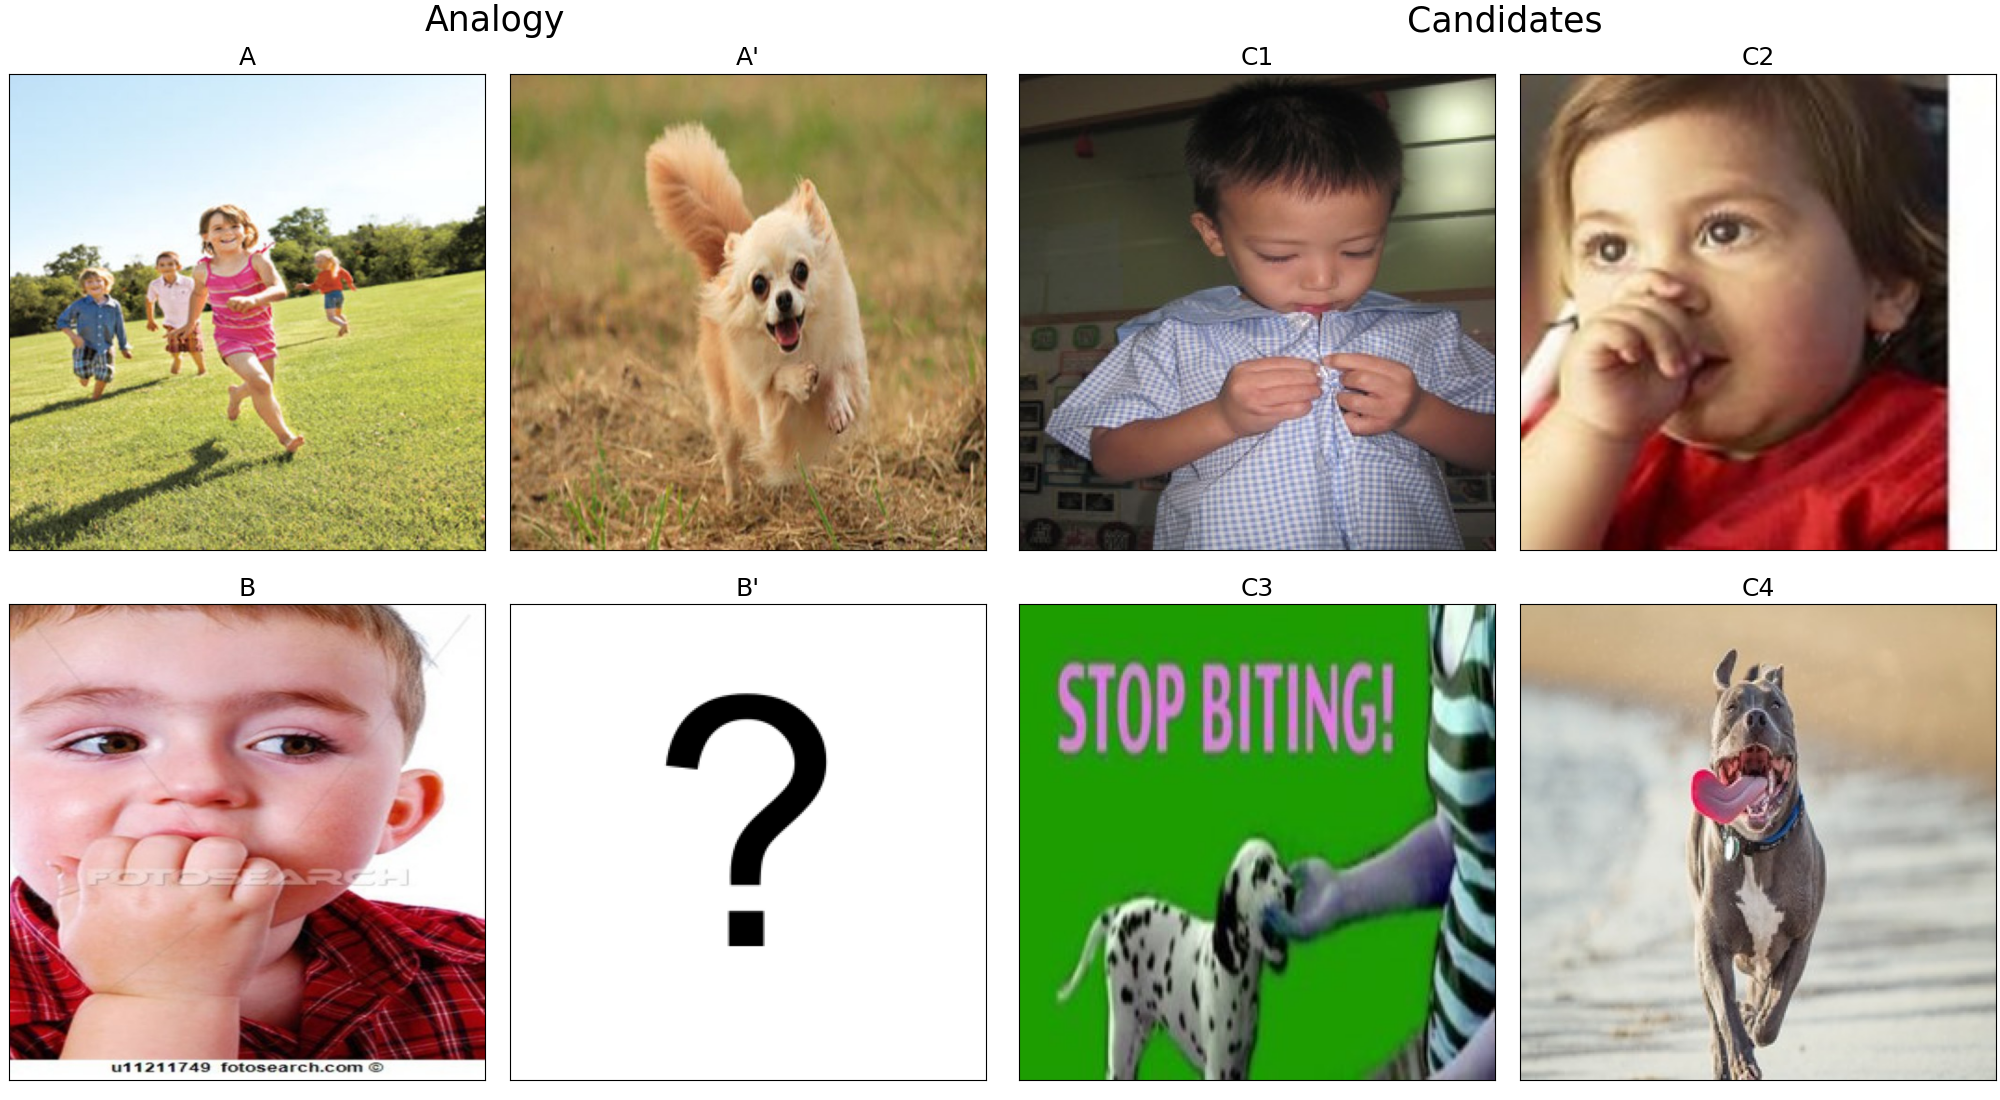 Analogy
Candidates
A
A'
C1
C2
B
B'
C3
C4
FOTOSEARCH
u11211749 fotosearch.com ©
?
STOP BITING!